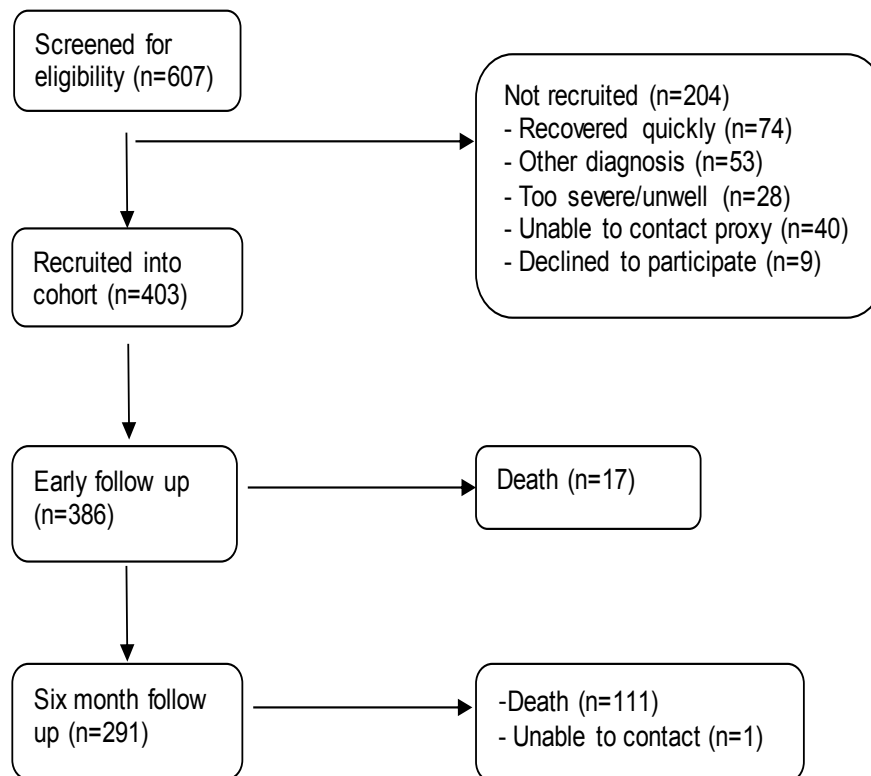 Screened for
eligibility (n=607)
Not recruited (n=204)
- Recovered quickly (n=74)
- Other diagnosis (n=53)
- Too severe/unwell (n=28)
- Unable to contact proxy (n=40)
- Declined to participate (n=9)
Recruited into
cohort (n=403)
Early follow up
(n=386)
Death (n=17)
Six month follow
up (n=291)
-Death (n=111)
- Unable to contact (n=1)